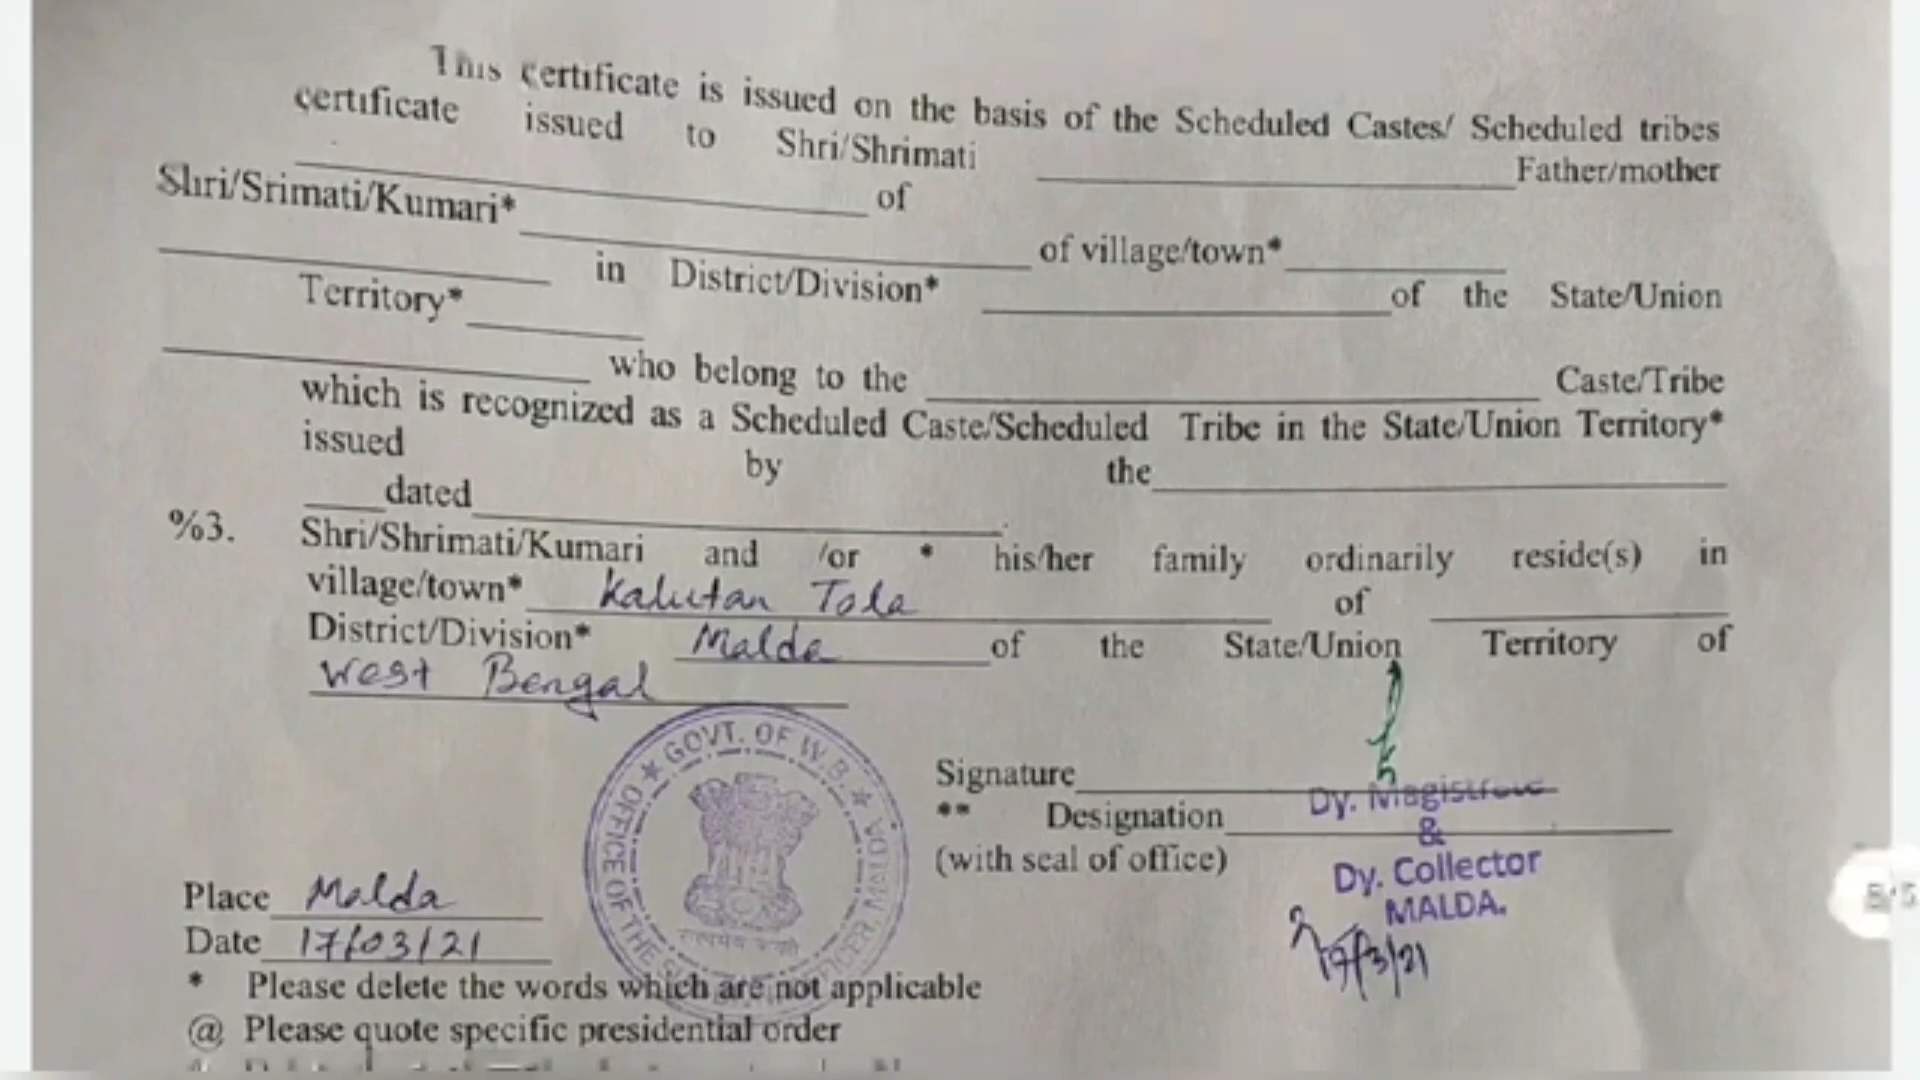 This certificate is issued on the basis of the Scheduled Castes/ Scheduled tribes
certificate issued to Shri/Shrimati
Father/mother
of
Shri/Srimati/Kumari*
of village/town*
in District/Division* of the State/Union
Territory*
who belong to the Caste/Tribe
which is recognized as a Scheduled Caste/Scheduled Tribe in the State/Union Territory*
issued by the
dated
%3. Shri/Shrimati/Kumari and /or * his/her family ordinarily reside(s) in
village/town* Kalutan Tola of
District/Division* Malda of the State/Union Territory of
West Bengal
GOVT. OF W.B.
OFFICE OF THE OFFICER, MALDA
Signature
Dy. Magistrate
** Designation
&
(with seal of office)
Dy. Collector
MALDA.
17/3/21
Place Malda
Date 17/03/21
* Please delete the words which are not applicable
@ Please quote specific presidential order